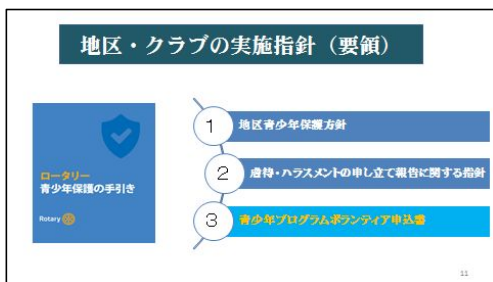 地区・クラブの実施指針（要領）
ロータリー
青少年保護の手引き
Rotary
1 地区青少年保護方針
2 虐待・ハラスメントの申し立て報告に関する指針
3 青少年プログラムボランティア申込書
11